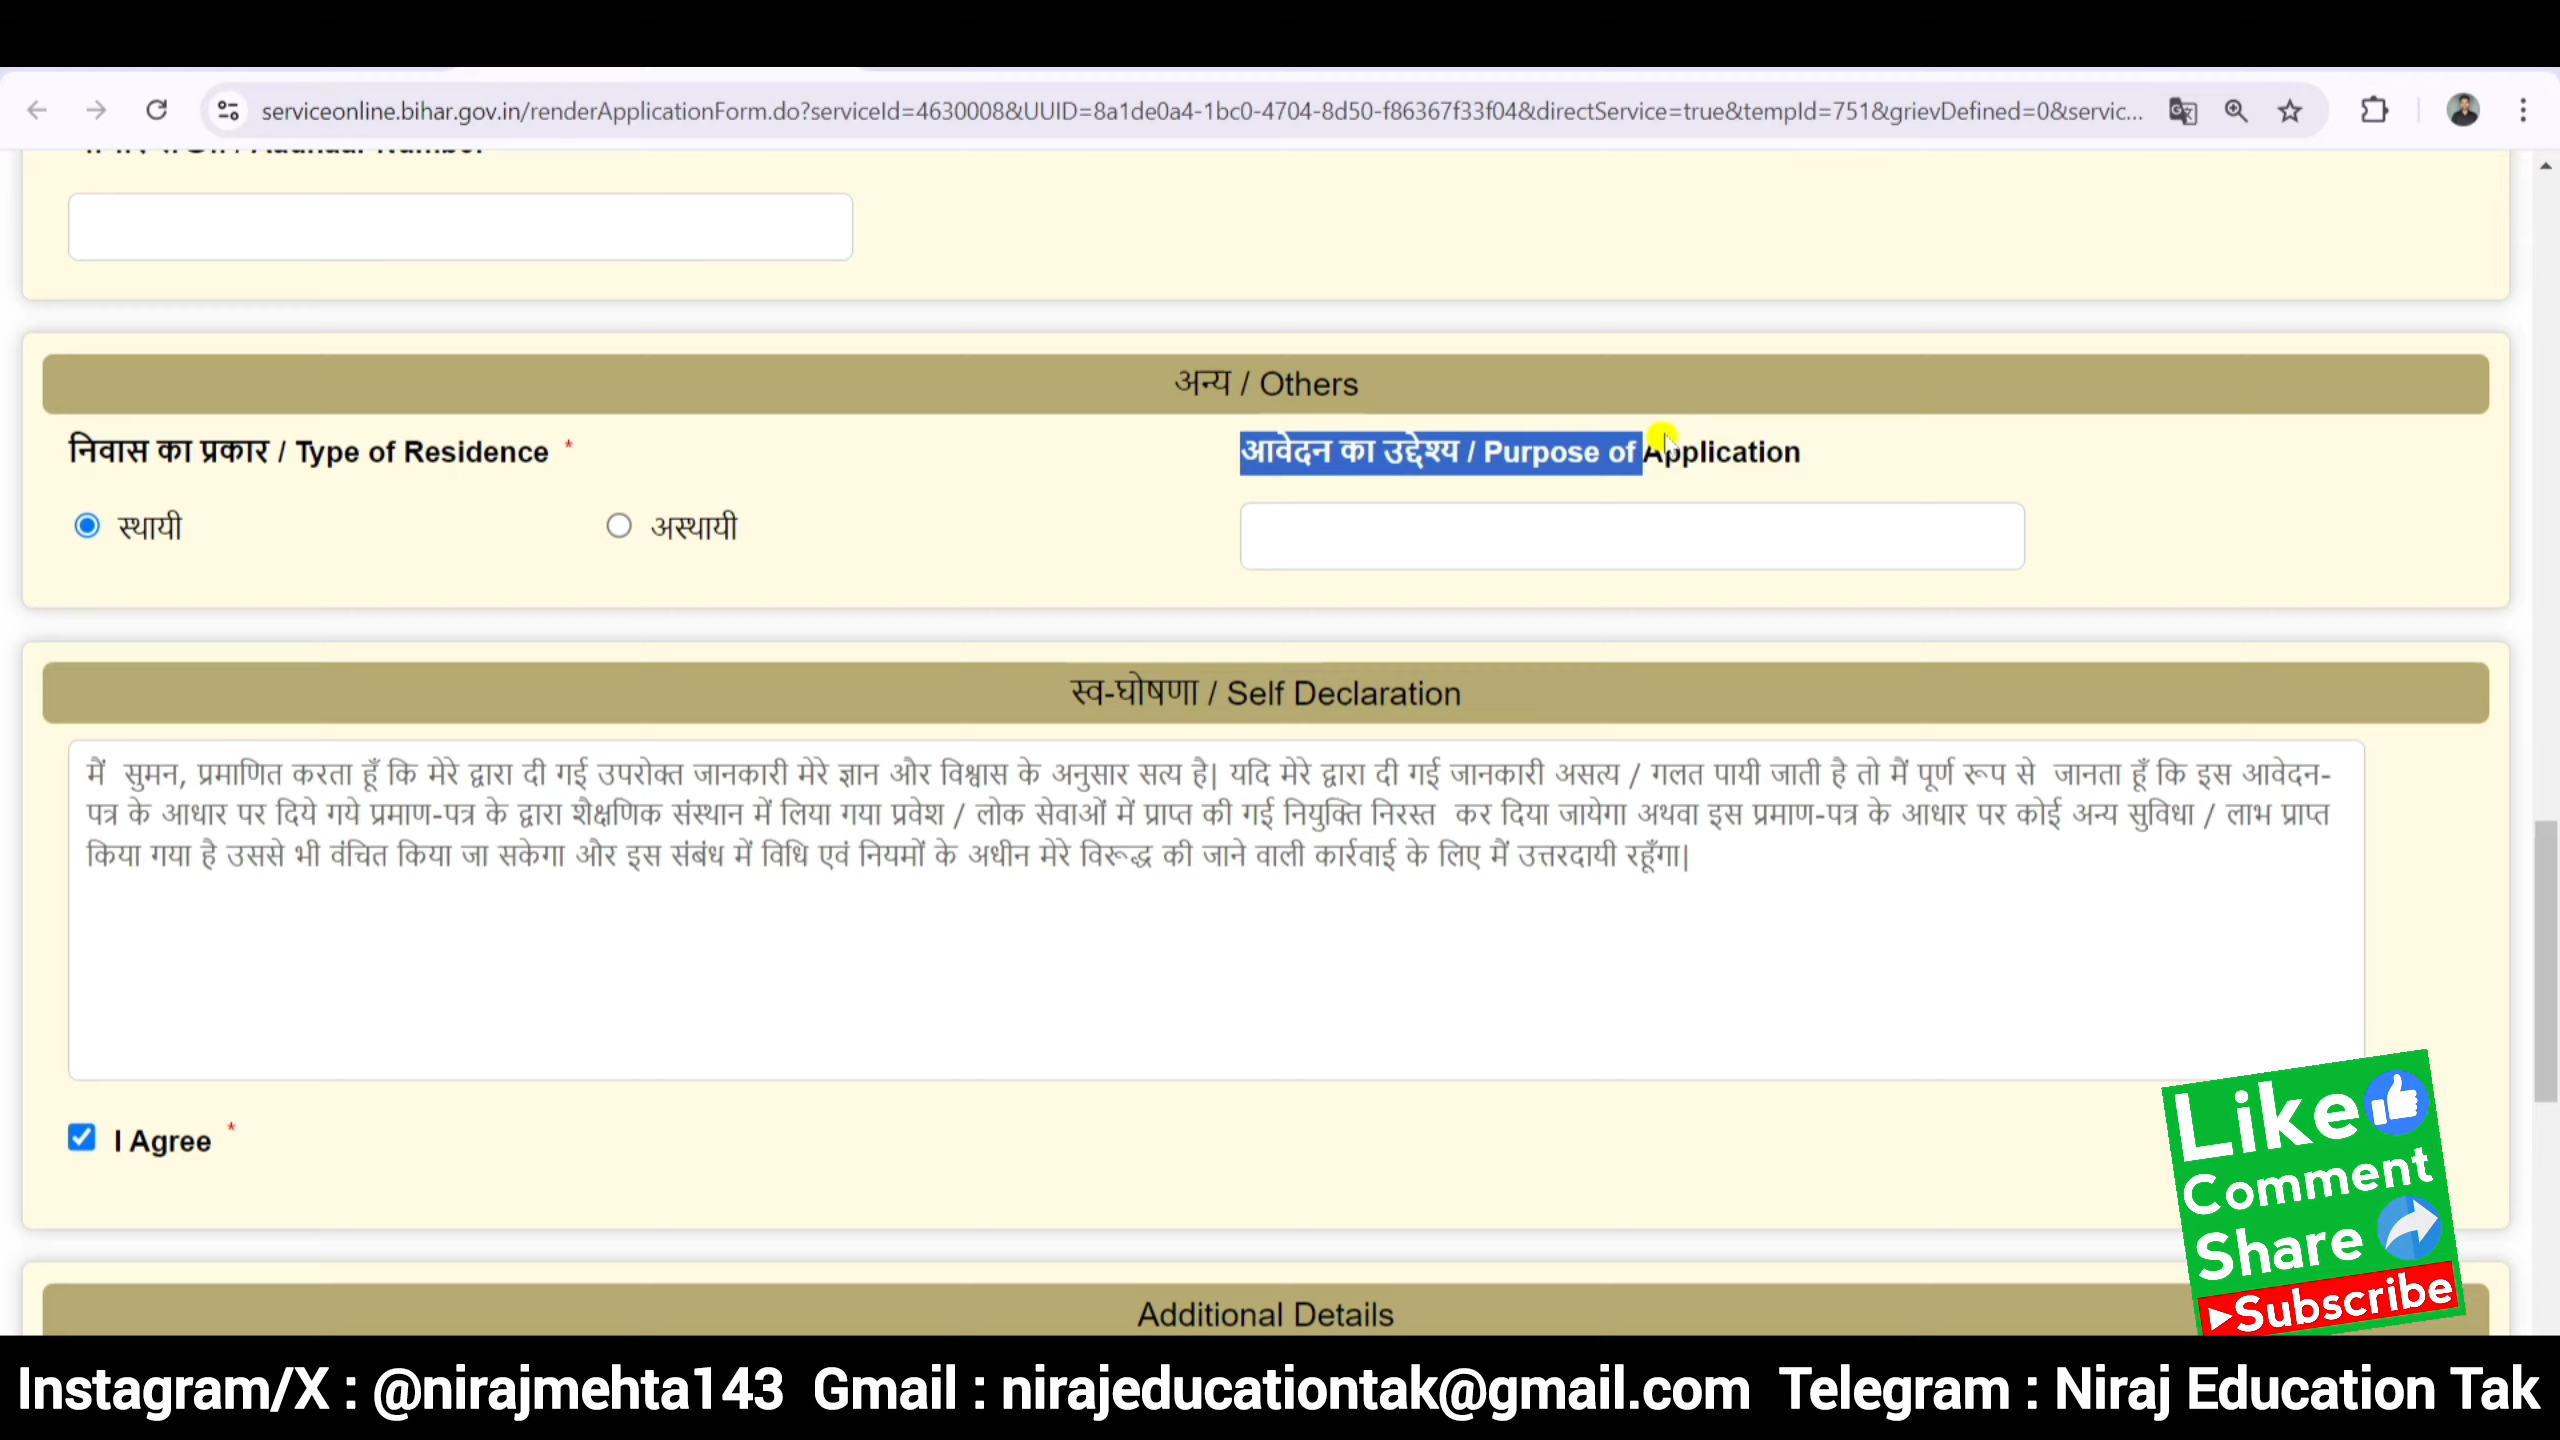 serviceonline.bihar.gov.in/renderApplicationForm.do?serviceId=4630008&UUID=8a1de0a4-1bc0-4704-8d50-f86367f33f04&directService=true&tempId=751&grievDefined=0&servic...
/ Aadhaar Number
अन्य / Others
निवास का प्रकार / Type of Residence *
आवेदन का उद्देश्य / Purpose of Application
स्थायी
अस्थायी
स्व-घोषणा / Self Declaration
मैं सुमन, प्रमाणित करता हूँ कि मेरे द्वारा दी गई उपरोक्त जानकारी मेरे ज्ञान और विश्वास के अनुसार सत्य है| यदि मेरे द्वारा दी गई जानकारी असत्य / गलत पायी जाती है तो मैं पूर्ण रूप से जानता हूँ कि इस आवेदन-
पत्र के आधार पर दिये गये प्रमाण-पत्र के द्वारा शैक्षणिक संस्थान में लिया गया प्रवेश / लोक सेवाओं में प्राप्त की गई नियुक्ति निरस्त कर दिया जायेगा अथवा इस प्रमाण-पत्र के आधार पर कोई अन्य सुविधा / लाभ प्राप्त
किया गया है उससे भी वंचित किया जा सकेगा और इस संबंध में विधि एवं नियमों के अधीन मेरे विरूद्ध की जाने वाली कार्रवाई के लिए मैं उत्तरदायी रहूँगा|
I Agree *
Like
Comment
Share
Subscribe
Additional Details
Instagram/X : @nirajmehta143 Gmail : nirajeducationtak@gmail.com Telegram : Niraj Education Tak